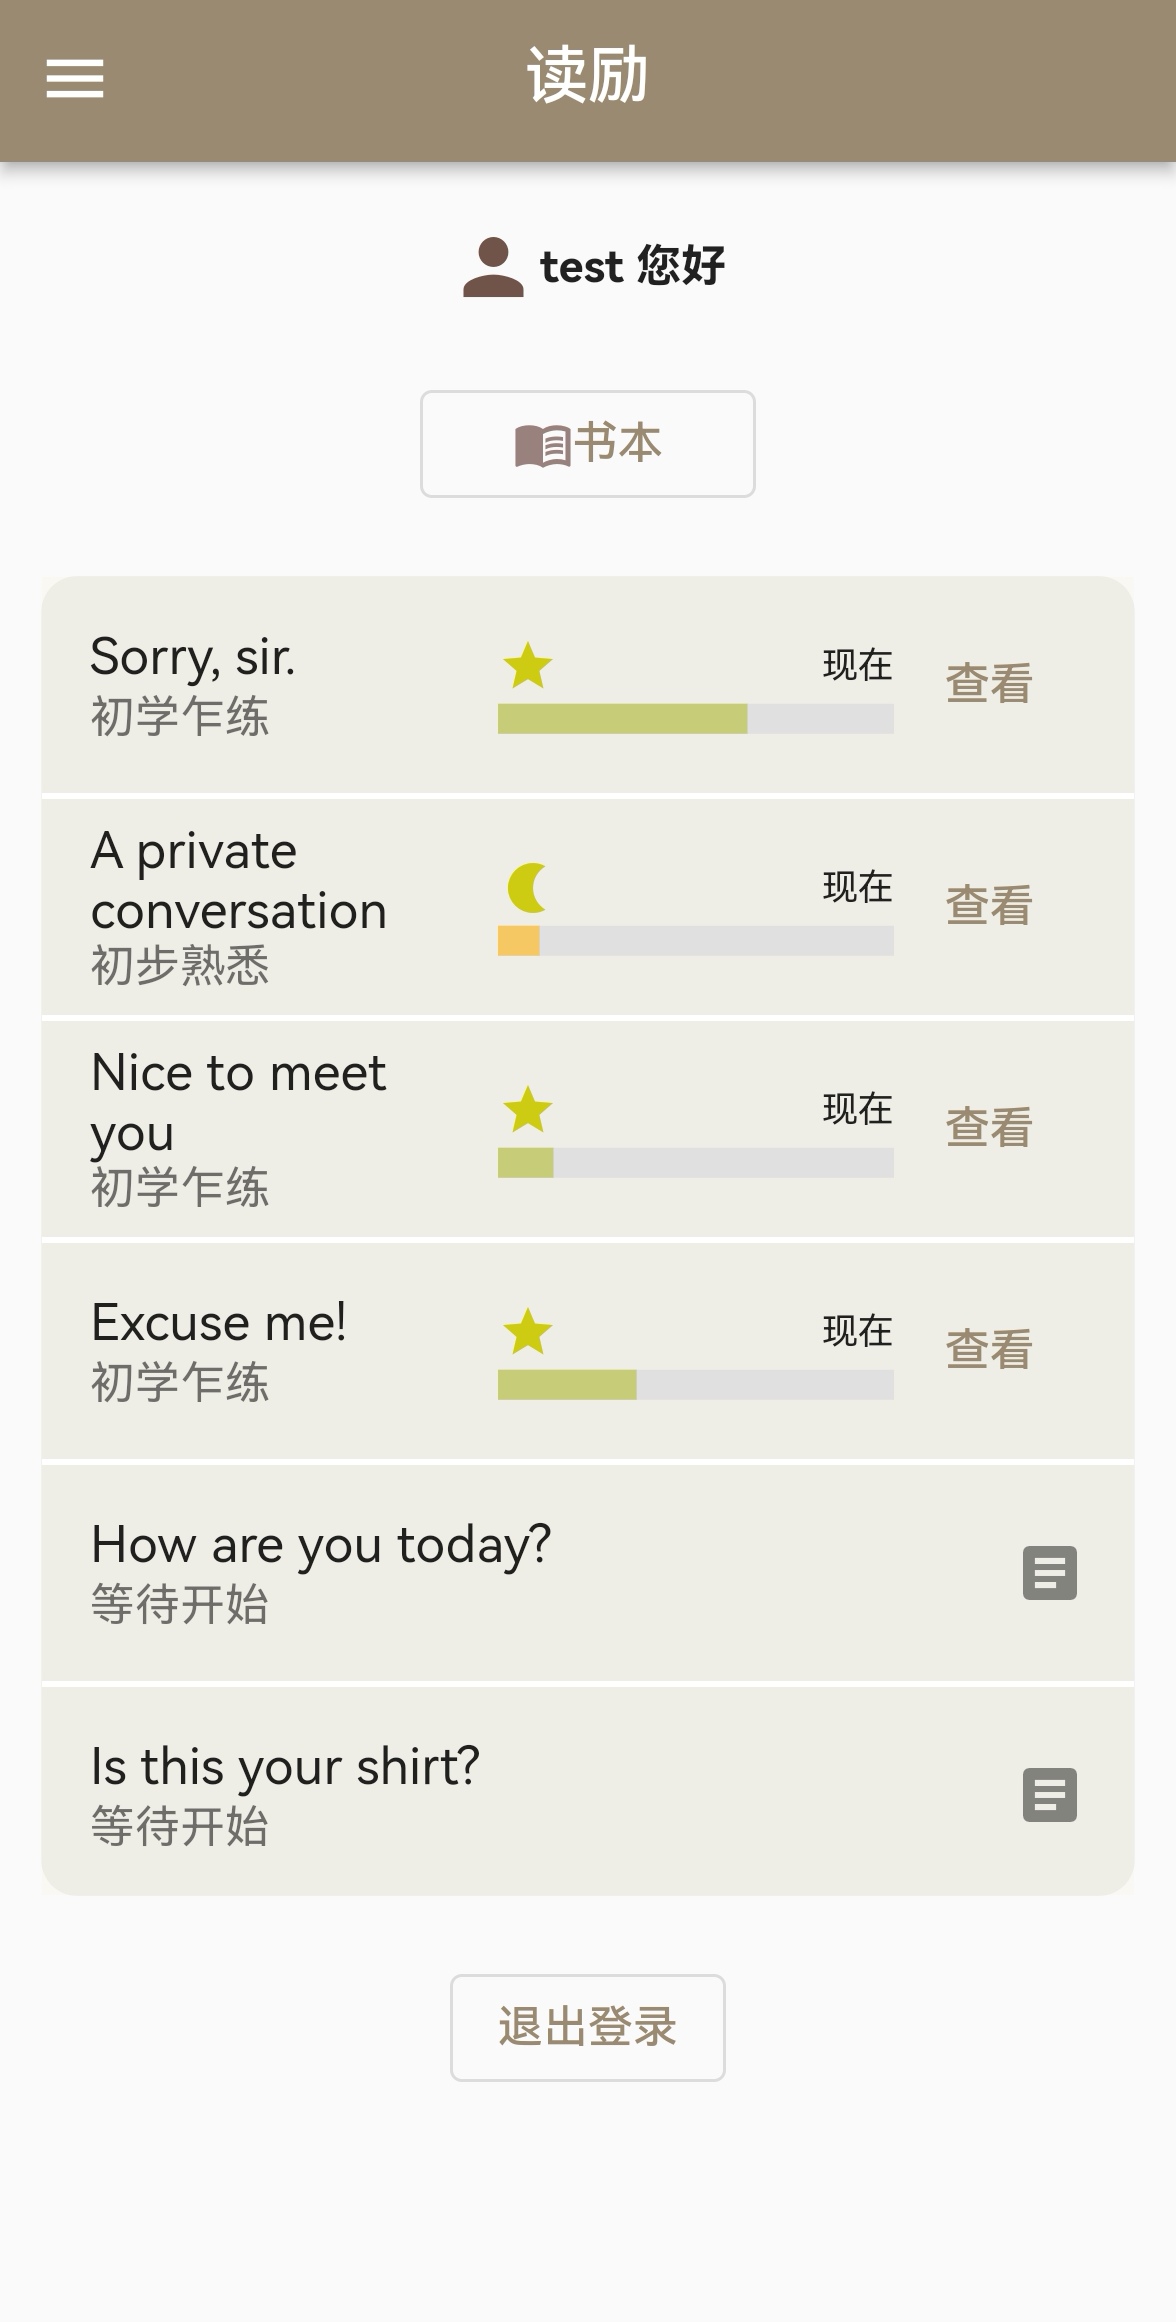 读励
test 您好
书本
Sorry, sir.
初学乍练
现在
查看
A private
conversation
初步熟悉
现在
查看
Nice to meet
you
初学乍练
现在
查看
Excuse me!
初学乍练
现在
查看
How are you today?
等待开始
Is this your shirt?
等待开始
退出登录